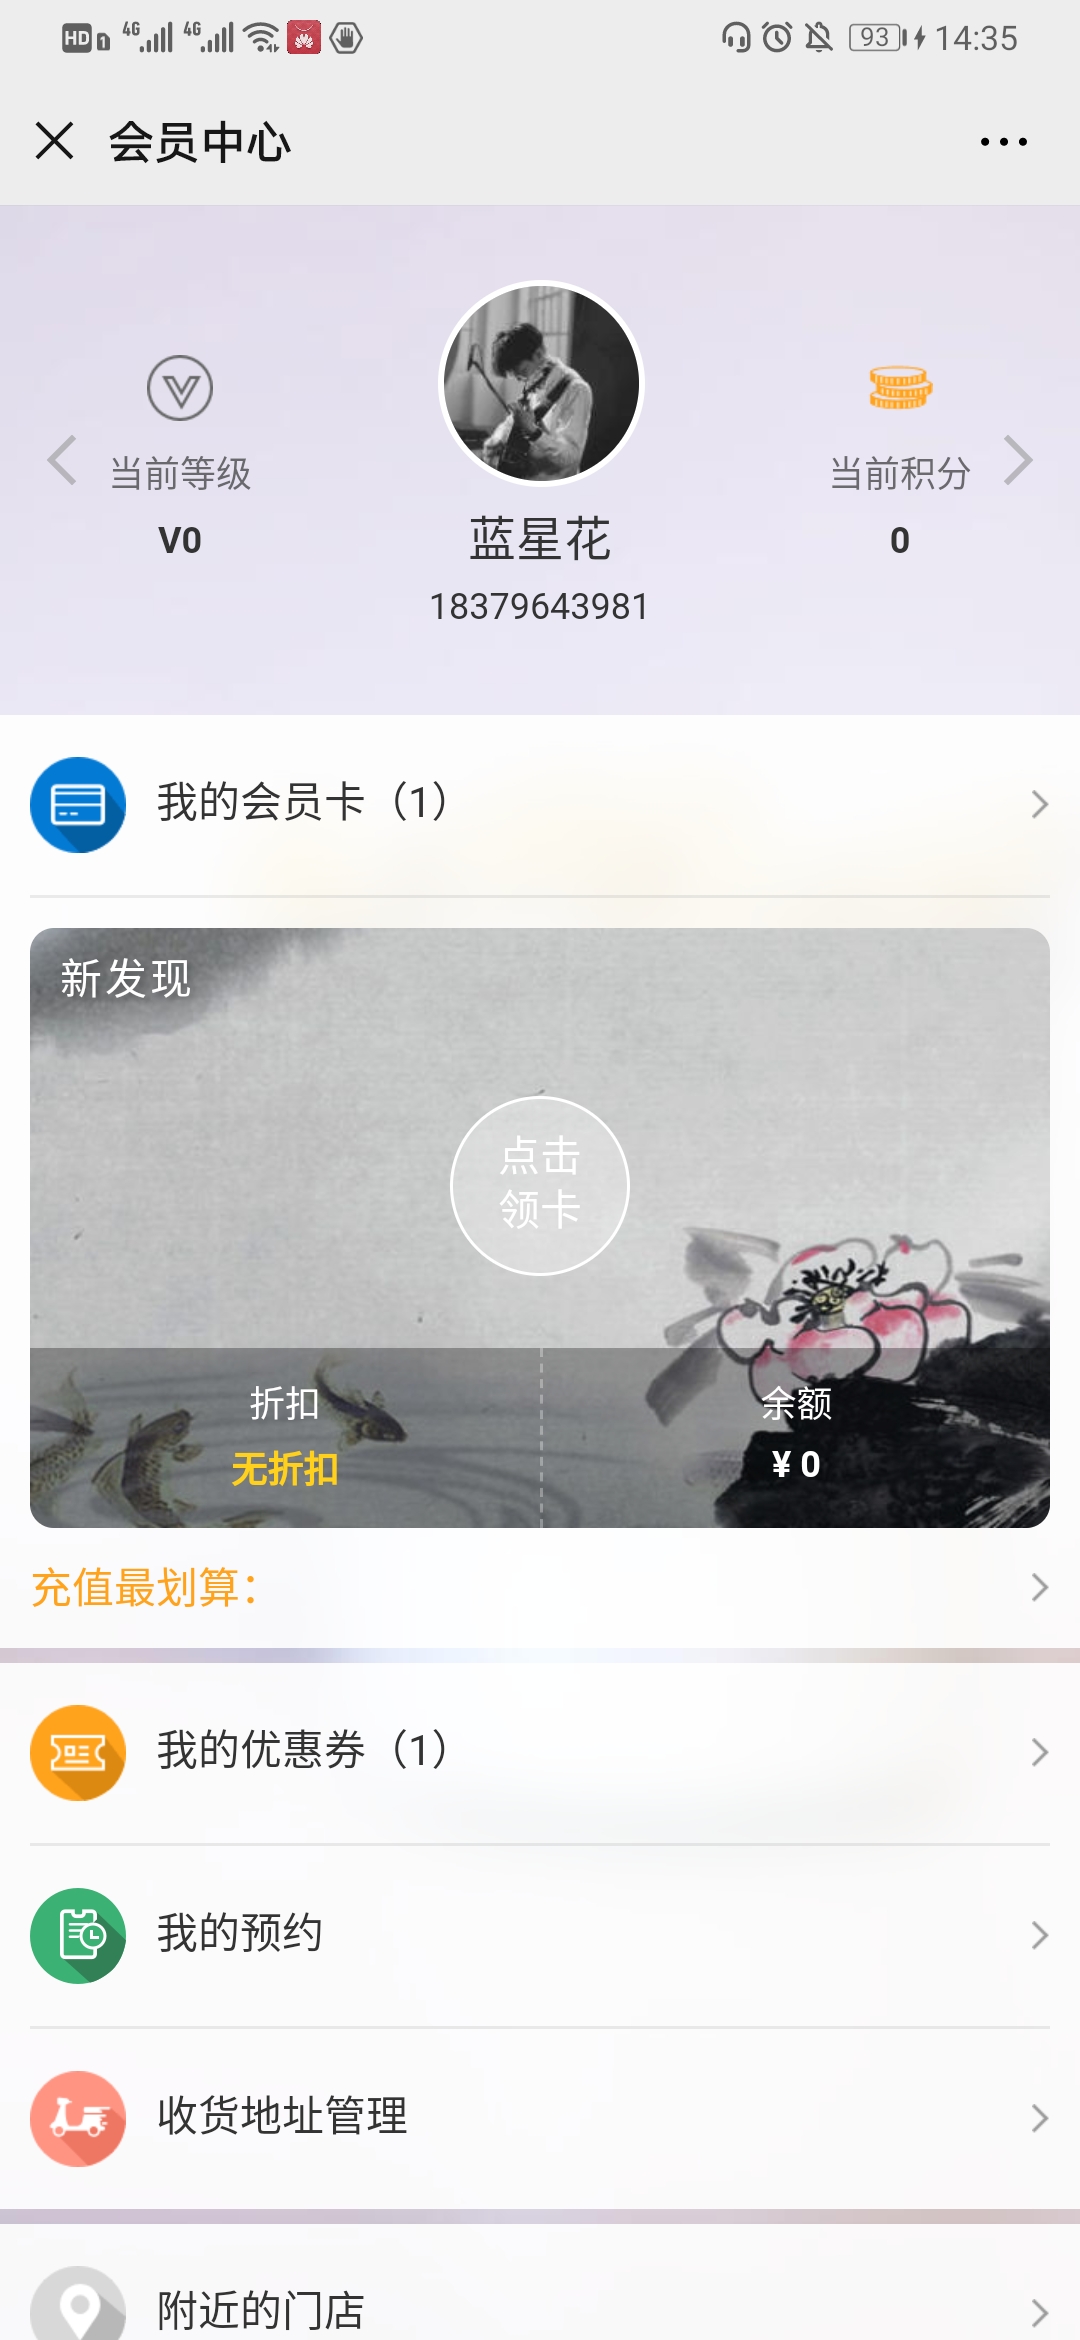 HD 1 4G 4G 93 14:35
会员中心
当前等级
V0
蓝星花
18379643981
当前积分
0
我的会员卡（1）
新发现
点击
领卡
折扣
无折扣
余额
¥ 0
充值最划算：
我的优惠券（1）
我的预约
收货地址管理
附近的门店